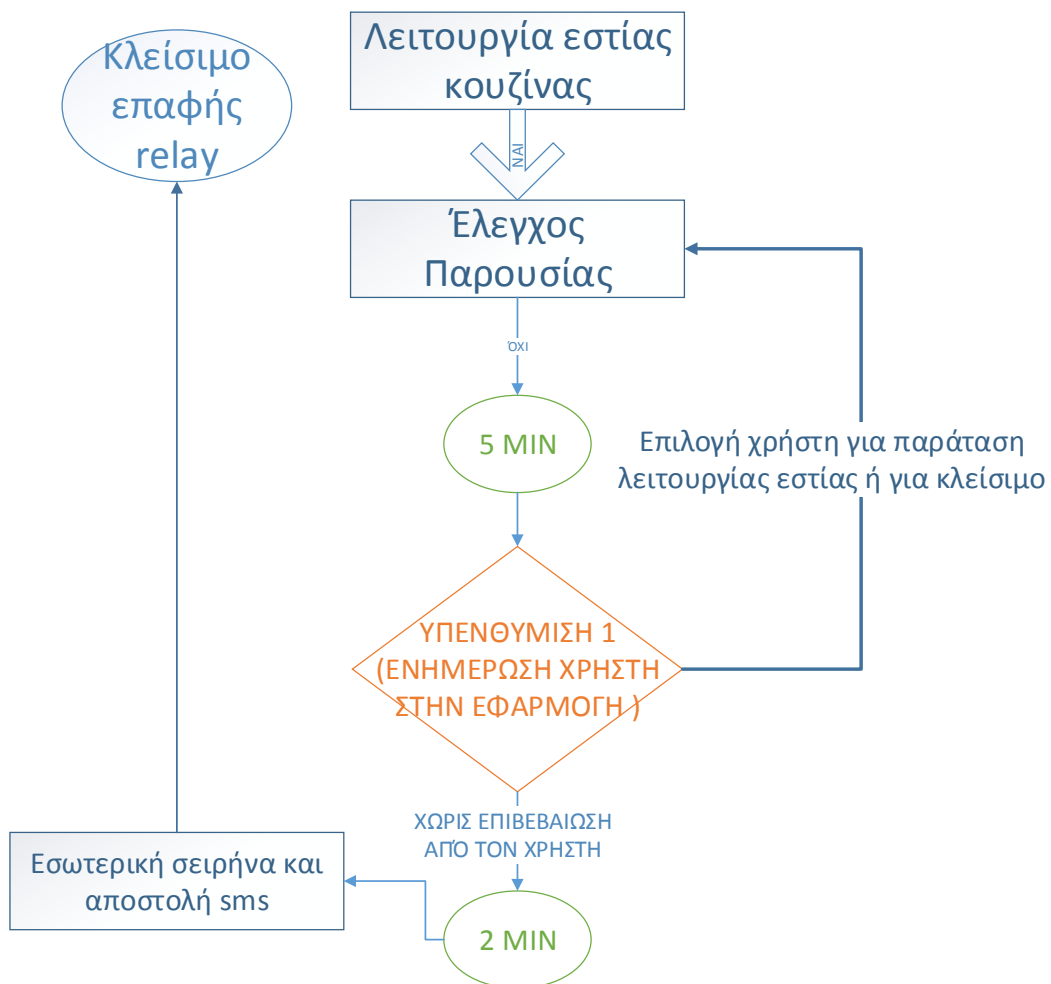 Κλείσιμο
επαφής
relay
Λειτουργία εστίας
κουζίνας
ΝΑΙ
Έλεγχος
Παρουσίας
ΌΧΙ
5 MIN
Επιλογή χρήστη για παράταση
λειτουργίας εστίας ή για κλείσιμο
ΥΠΕΝΘΥΜΙΣΗ 1
(ΕΝΗΜΕΡΩΣΗ ΧΡΗΣΤΗ
ΣΤΗΝ ΕΦΑΡΜΟΓΗ )
ΧΩΡΙΣ ΕΠΙΒΕΒΑΙΩΣΗ
ΑΠΌ ΤΟΝ ΧΡΗΣΤΗ
Εσωτερική σειρήνα και
αποστολή sms
2 MIN